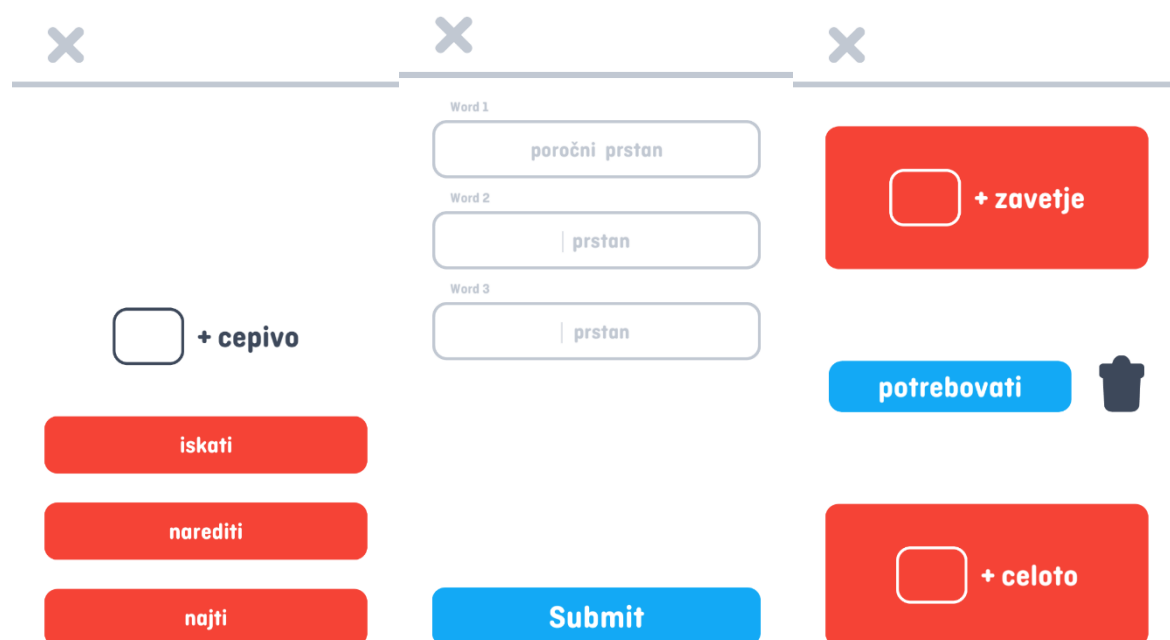 + cepivo
iskati
narediti
najti
Word 1
poročni prstan
Word 2
prstan
Word 3
prstan
Submit
+ zavetje
potrebovati
+ celoto